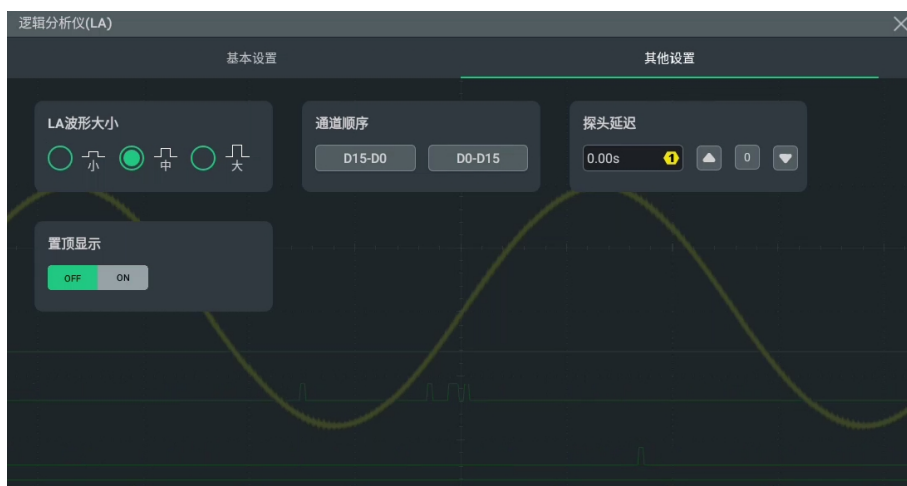 逻辑分析仪(LA)
基本设置 其他设置
LA波形大小
小 中 大
通道顺序
D15-D0 D0-D15
探头延迟
0.00s 1 0
置顶显示
OFF ON